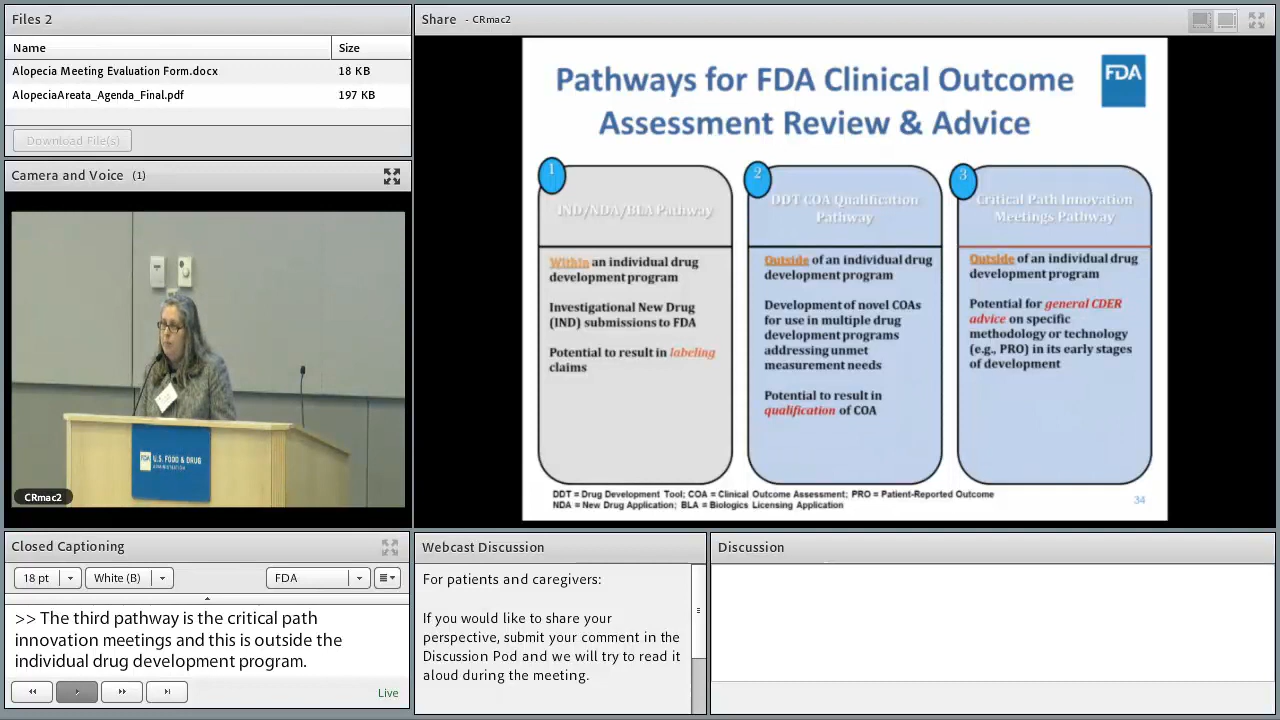 Files 2
Name
Size
Alopecia Meeting Evaluation Form.docx
18 KB
AlopeciaAreata_Agenda_Final.pdf
197 KB
Download File(s)
Camera and Voice (1)
U.S. FOOD & DRUG
ADMINISTRATION
FDA
CRmac2
Closed Captioning
18 pt
White (B)
FDA
>> The third pathway is the critical path
innovation meetings and this is outside the
individual drug development program.
Live
Share - CRmac2
Pathways for FDA Clinical Outcome
Assessment Review & Advice
FDA
1
IND/NDA/BLA Pathway
Within an individual drug
development program
Investigational New Drug
(IND) submissions to FDA
Potential to result in labeling
claims
2
DDT COA Qualification
Pathway
Outside of an individual drug
development program
Development of novel COAs
for use in multiple drug
development programs
addressing unmet
measurement needs
Potential to result in
qualification of COA
3
Critical Path Innovation
Meetings Pathway
Outside of an individual drug
development program
Potential for general CDER
advice on specific
methodology or technology
(e.g., PRO) in its early stages
of development
DDT = Drug Development Tool; COA = Clinical Outcome Assessment; PRO = Patient-Reported Outcome
NDA = New Drug Application; BLA = Biologics Licensing Application
34
Webcast Discussion
For patients and caregivers:
If you would like to share your
perspective, submit your comment in the
Discussion Pod and we will try to read it
aloud during the meeting.
Discussion